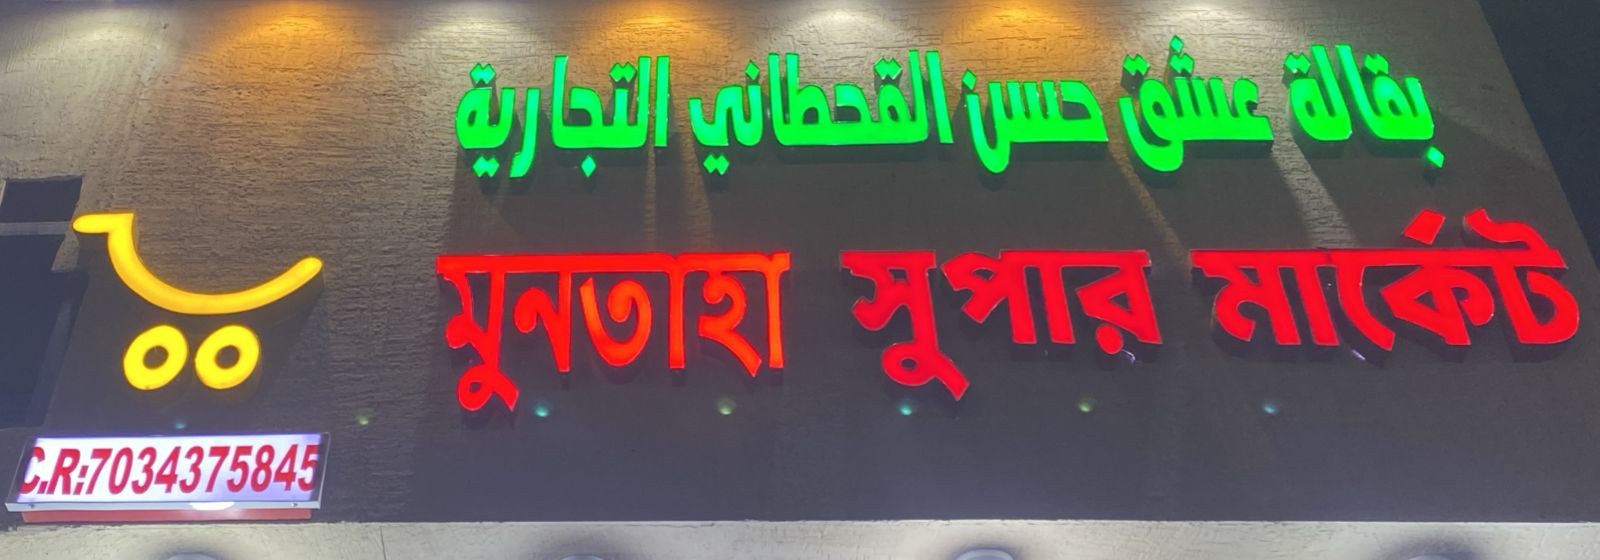 بقالة عشق حسن القحطاني التجارية
মুনতাহা সুপার মার্কেট
C.R:7034375845